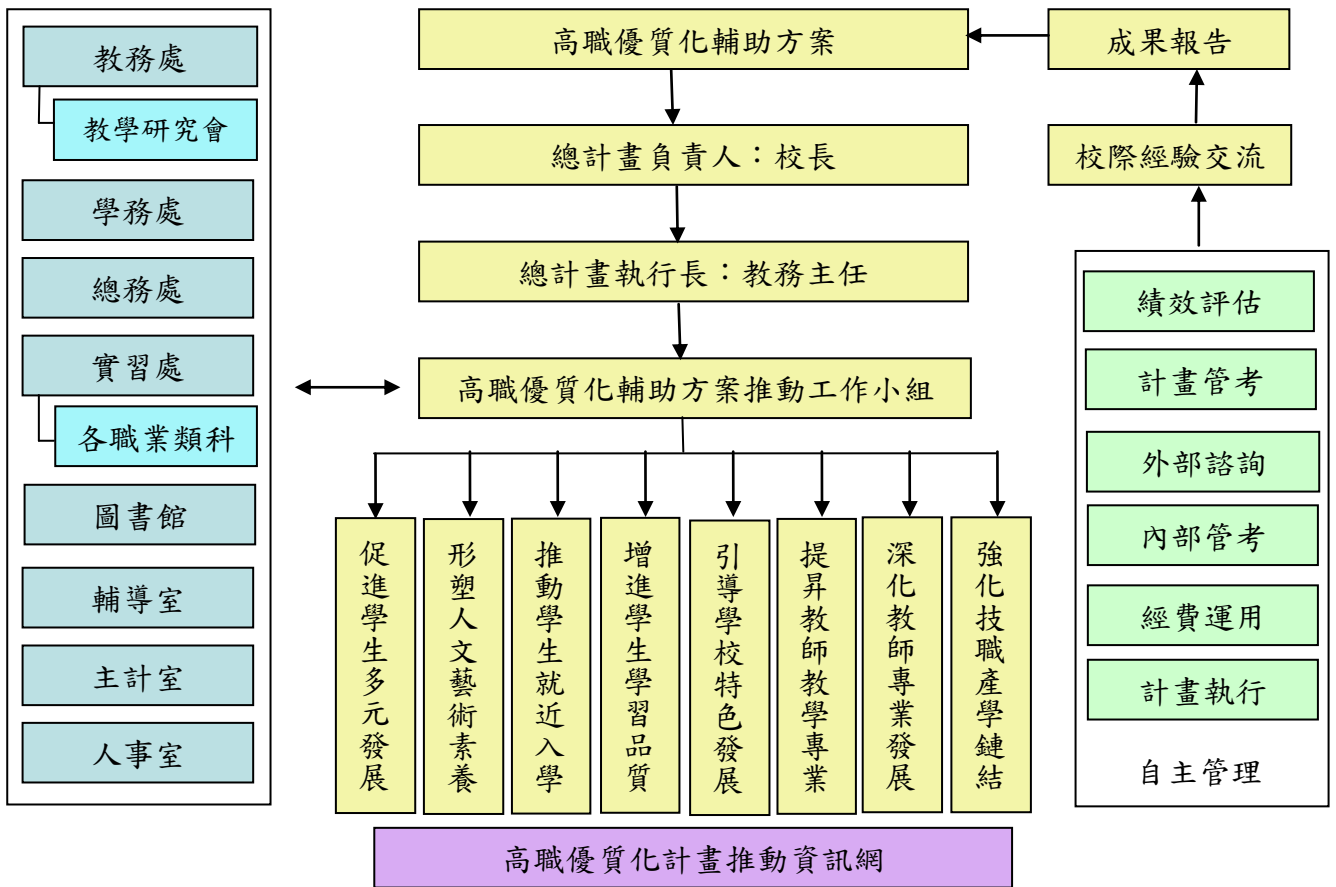 教務處
教學研究會
學務處
總務處
實習處
各職業類科
圖書館
輔導室
主計室
人事室
高職優質化輔助方案
總計畫負責人：校長
總計畫執行長：教務主任
高職優質化輔助方案推動工作小組
促進學生多元發展
形塑人文藝術素養
推動學生就近入學
增進學生學習品質
引導學校特色發展
提昇教師教學專業
深化教師專業發展
強化技職產學鏈結
高職優質化計畫推動資訊網
成果報告
校際經驗交流
績效評估
計畫管考
外部諮詢
內部管考
經費運用
計畫執行
自主管理